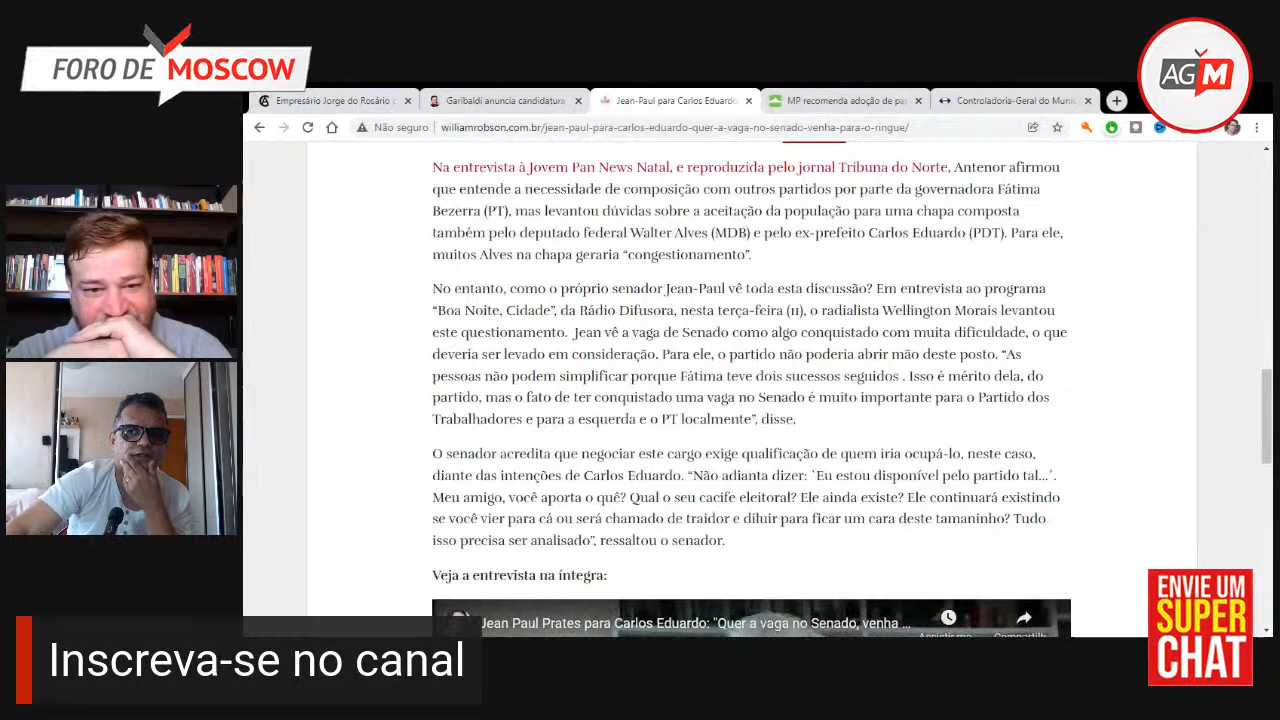 FORO DE MOSCOW
AGM
Empresário Jorge do Rosário
Garibaldi anuncia candidatura
Jean-Paul para Carlos Eduardo
MP recomenda adoção de
Controladoria-Geral do
Não seguro
williamrobson.com.br/jean-paul-para-carlos-eduardo-quer-a-vaga-no-senado-venha-para-o-ringue/
Na entrevista à Jovem Pan News Natal, e reproduzida pelo jornal Tribuna do Norte, Antenor afirmou
que entende a necessidade de composição com outros partidos por parte da governadora Fátima
Bezerra (PT), mas levantou dúvidas sobre a aceitação da população para uma chapa composta
também pelo deputado federal Walter Alves (MDB) e pelo ex-prefeito Carlos Eduardo (PDT). Para ele,
muitos Alves na chapa geraria “congestionamento”.
No entanto, como o próprio senador Jean-Paul vê toda esta discussão? Em entrevista ao programa
“Boa Noite, Cidade”, da Rádio Difusora, nesta terça-feira (11), o radialista Wellington Morais levantou
este questionamento. Jean vê a vaga de Senado como algo conquistado com muita dificuldade, o que
deveria ser levado em consideração. Para ele, o partido não poderia abrir mão deste posto. “As
pessoas não podem simplificar porque Fátima teve dois sucessos seguidos . Isso é mérito dela, do
partido, mas o fato de ter conquistado uma vaga no Senado é muito importante para o Partido dos
Trabalhadores e para a esquerda e o PT localmente”, disse.
O senador acredita que negociar este cargo exige qualificação de quem iria ocupá-lo, neste caso,
diante das intenções de Carlos Eduardo. “Não adianta dizer: `Eu estou disponível pelo partido tal...´.
Meu amigo, você aporta o quê? Qual o seu cacife eleitoral? Ele ainda existe? Ele continuará existindo
se você vier para cá ou será chamado de traidor e diluir para ficar um cara deste tamaninho? Tudo
isso precisa ser analisado”, ressaltou o senador.
Veja a entrevista na íntegra:
Jean Paul Prates para Carlos Eduardo: "Quer a vaga no Senado, venha ...
Inscreva-se no canal
ENVIE UM
SUPER
CHAT